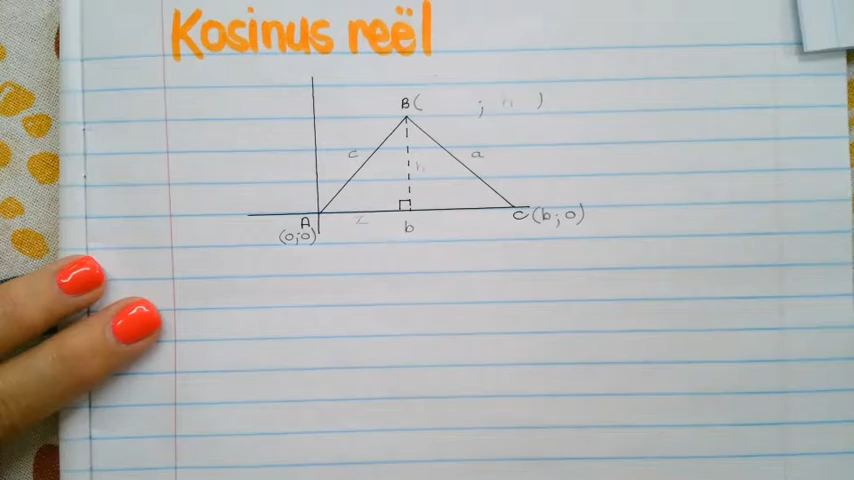 Kosinus reël
B( ; h )
c
h
a
A
x
C(b;0)
(0;0)
b